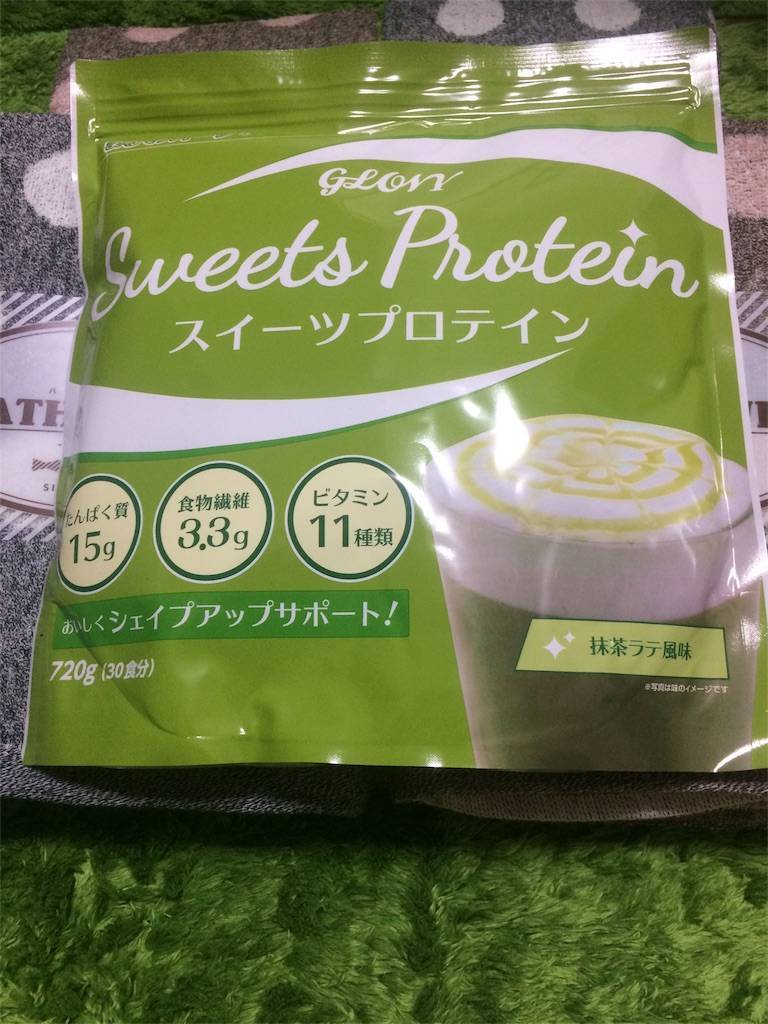 GLOVY
Sweets Protein
スイーツプロテイン
たんぱく質
15g
食物繊維
3.3g
ビタミン
11種類
おいしくシェイプアップサポート!
720g (30食分)
抹茶ラテ風味
※写真は味のイメージです
ATH